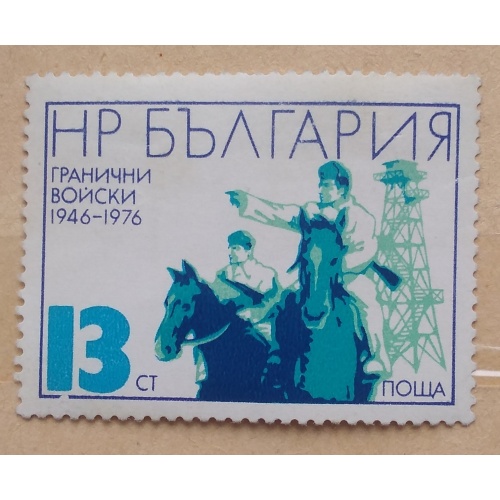 НР БЪЛГАРИЯ
ГРАНИЧНИ
ВОЙСКИ
1946-1976
13 СТ
ПОЩА